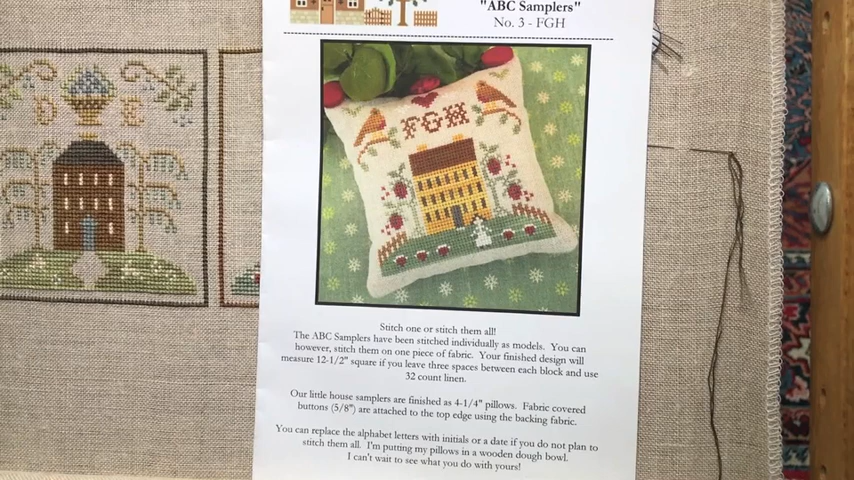 "ABC Samplers"
No. 3 - FGH
D E
FGH
Stitch one or stitch them all!
The ABC Samplers have been stitched individually as models. You can
however, stitch them on one piece of fabric. Your finished design will
measure 12-1/2" square if you leave three spaces between each block and use
32 count linen.
Our little house samplers are finished as 4-1/4" pillows. Fabric covered
buttons (5/8") are attached to the top edge using the backing fabric.
You can replace the alphabet letters with initials or a date if you do not plan to
stitch them all. I'm putting my pillows in a wooden dough bowl.
I can't wait to see what you do with yours!